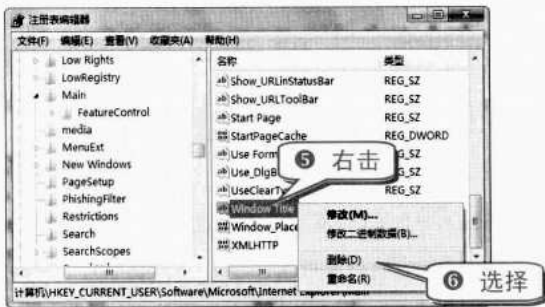 注册表编辑器
文件(F) 编辑(E) 查看(V) 收藏夹(A) 帮助(H)
Low Rights
LowRegistry
Main
FeatureControl
media
MenuExt
New Windows
PageSetup
PhishingFilter
Restrictions
Search
SearchScopes
名称 类型
Show_URLinStatusBar REG_SZ
Show_URLToolBar REG_SZ
Start Page REG_SZ
StartPageCache REG_DWORD
Use Form REG_SZ
Use_DlgB REG_SZ
UseClearTy REG_SZ
Window Title
Window_Place
XMLHTTP
❺ 右击
修改(M)...
修改二进制数据(B)...
删除(D)
重命名(R)
❻ 选择
计算机\HKEY_CURRENT_USER\Software\Microsoft\Internet Explorer\Main